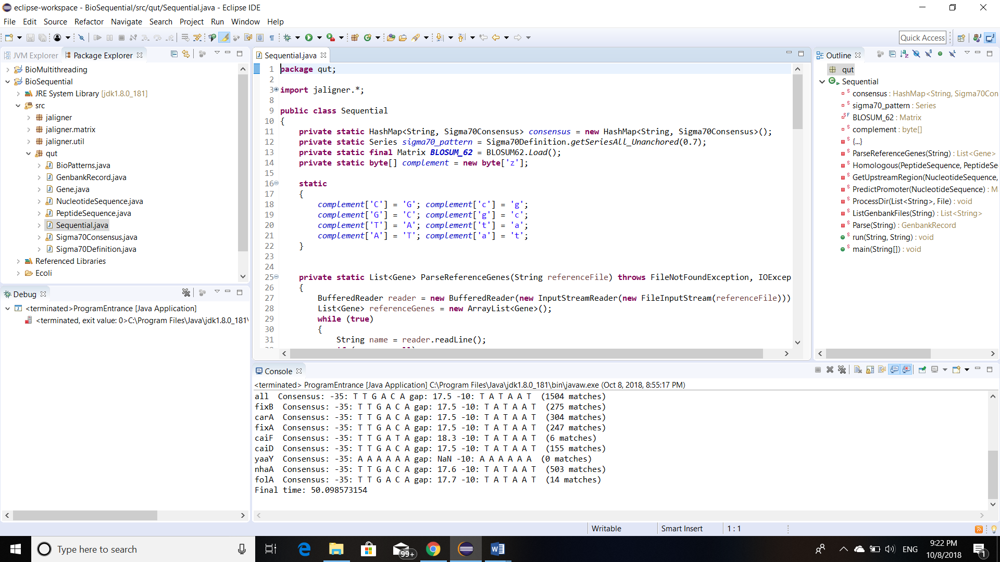 eclipse-workspace - BioSequential/src/qut/Sequential.java - Eclipse IDE
File Edit Source Refactor Navigate Search Project Run Window Help
Quick Access
JVM Explorer Package Explorer
BioMultithreading
BioSequential
JRE System Library [jdk1.8.0_181]
src
jaligner
jaligner.matrix
jaligner.util
qut
BioPatterns.java
GenbankRecord.java
Gene.java
NucleotideSequence.java
PeptideSequence.java
Sequential.java
Sigma70Consensus.java
Sigma70Definition.java
Referenced Libraries
Ecoli
Debug
<terminated>ProgramEntrance [Java Application]
<terminated, exit value: 0>C:\Program Files\Java\jdk1.8.0_181\
Sequential.java
1 package qut;
2
3 import jaligner.*;
8
9 public class Sequential
10 {
11 private static HashMap<String, Sigma70Consensus> consensus = new HashMap<String, Sigma70Consensus>();
12 private static Series sigma70_pattern = Sigma70Definition.getSeriesAll_Unanchored(0.7);
13 private static final Matrix BLOSUM_62 = BLOSUM62.Load();
14 private static byte[] complement = new byte['z'];
15
16 static
17 {
18 complement['C'] = 'G'; complement['c'] = 'g';
19 complement['G'] = 'C'; complement['g'] = 'c';
20 complement['T'] = 'A'; complement['t'] = 'a';
21 complement['A'] = 'T'; complement['a'] = 't';
22 }
23
24
25 private static List<Gene> ParseReferenceGenes(String referenceFile) throws FileNotFoundException, IOExcep
26 {
27 BufferedReader reader = new BufferedReader(new InputStreamReader(new FileInputStream(referenceFile)))
28 List<Gene> referenceGenes = new ArrayList<Gene>();
29 while (true)
30 {
31 String name = reader.readLine();
Outline
qut
Sequential
consensus : HashMap<String, Sigma70Con
sigma70_pattern : Series
BLOSUM_62 : Matrix
complement : byte[]
{...}
ParseReferenceGenes(String) : List<Gene>
Homologous(PeptideSequence, PeptideSe
GetUpstreamRegion(NucleotideSequence,
PredictPromoter(NucleotideSequence) : M
ProcessDir(List<String>, File) : void
ListGenbankFiles(String) : List<String>
Parse(String) : GenbankRecord
run(String, String) : void
main(String[]) : void
Console
<terminated> ProgramEntrance [Java Application] C:\Program Files\Java\jdk1.8.0_181\bin\javaw.exe (Oct 8, 2018, 8:55:17 PM)
all Consensus: -35: T T G A C A gap: 17.5 -10: T A T A A T (1504 matches)
fixB Consensus: -35: T T G A C A gap: 17.5 -10: T A T A A T (275 matches)
carA Consensus: -35: T T G A C A gap: 17.5 -10: T A T A A T (304 matches)
fixA Consensus: -35: T T G A C A gap: 17.5 -10: T A T A A T (247 matches)
caiF Consensus: -35: T T G A T A gap: 18.3 -10: T A T A A T (6 matches)
caiD Consensus: -35: T T G A C A gap: 17.5 -10: T A T A A T (155 matches)
yaaY Consensus: -35: A A A A A A gap: NaN -10: A A A A A A (0 matches)
nhaA Consensus: -35: T T G A C A gap: 17.6 -10: T A T A A T (503 matches)
folA Consensus: -35: T T G A C A gap: 17.7 -10: T A T A A T (14 matches)
Final time: 50.098573154
Writable Smart Insert 1 : 1
Type here to search
99+
ENG
9:22 PM
10/8/2018
1